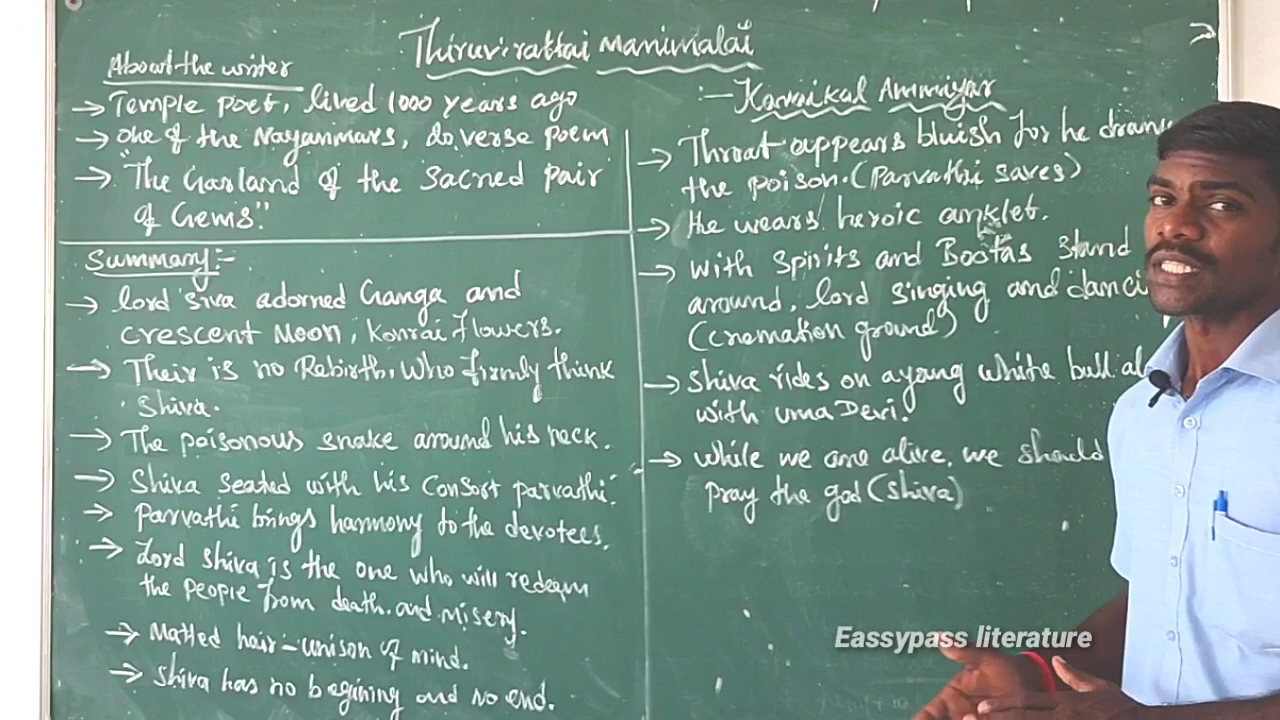 Thiruvirattai Manimalai
:- Karaikal Ammiyar
About the writer
→ Temple poet, lived 1000 years ago
→ one of the Nayanmars, do, verse poem
→ "The Garland of the Sacred pair
of Gems."
Summary:-
→ lord siva adorned Ganga and
crescent Moon, Konrai flowers.
→ Their is no Rebirth, who firmly think
shiva.
→ The poisonous snake around his neck.
→ Shiva seated with his Consort parvathi.
→ parvathi brings harmony to the devotees.
→ Lord shiva is the one who will redeem
the people from death and misery.
→ Matted hair - unison of mind.
→ Shiva has no begining and no end.
→ Throat appears bluish for he
the poison. (Parvathi saves)
→ He wears heroic anklet.
→ with spirits and Bootas stand
around, lord singing and
(cremation ground)
→ Shiva rides on a young white bull
with uma Devi.
→ while we are alive, we should
pray the god (shiva)
Eassypass literature